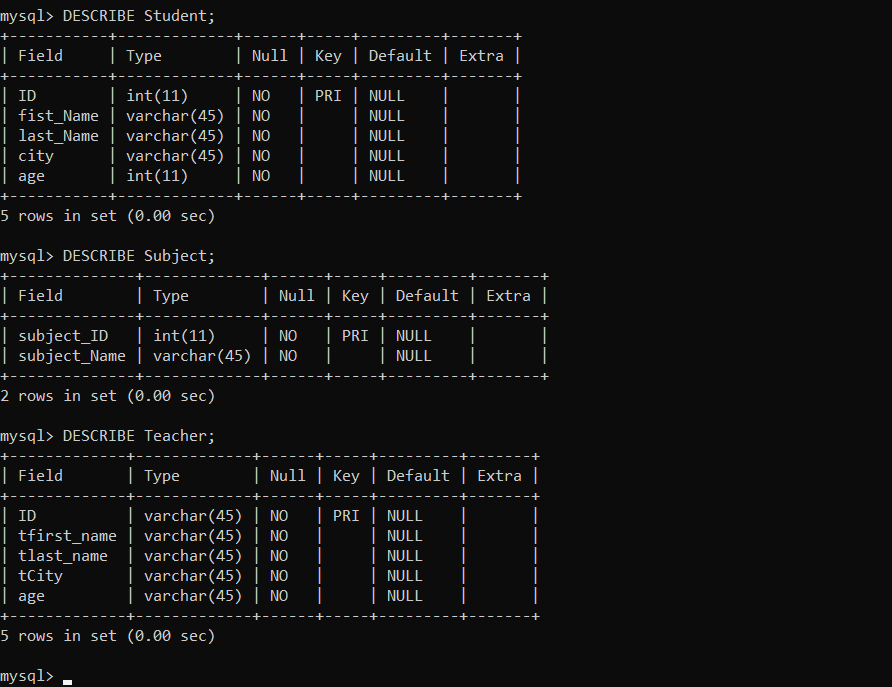 mysql> DESCRIBE Student;
+-----------+-------------+------+-----+---------+-------+
| Field     | Type        | Null | Key | Default | Extra |
+-----------+-------------+------+-----+---------+-------+
| ID        | int(11)     | NO   | PRI | NULL    |       |
| fist_Name | varchar(45) | NO   |     | NULL    |       |
| last_Name | varchar(45) | NO   |     | NULL    |       |
| city      | varchar(45) | NO   |     | NULL    |       |
| age       | int(11)     | NO   |     | NULL    |       |
+-----------+-------------+------+-----+---------+-------+
5 rows in set (0.00 sec)

mysql> DESCRIBE Subject;
+--------------+-------------+------+-----+---------+-------+
| Field        | Type        | Null | Key | Default | Extra |
+--------------+-------------+------+-----+---------+-------+
| subject_ID   | int(11)     | NO   | PRI | NULL    |       |
| subject_Name | varchar(45) | NO   |     | NULL    |       |
+--------------+-------------+------+-----+---------+-------+
2 rows in set (0.00 sec)

mysql> DESCRIBE Teacher;
+-------------+-------------+------+-----+---------+-------+
| Field       | Type        | Null | Key | Default | Extra |
+-------------+-------------+------+-----+---------+-------+
| ID          | varchar(45) | NO   | PRI | NULL    |       |
| tfirst_name | varchar(45) | NO   |     | NULL    |       |
| tlast_name  | varchar(45) | NO   |     | NULL    |       |
| tCity       | varchar(45) | NO   |     | NULL    |       |
| age         | varchar(45) | NO   |     | NULL    |       |
+-------------+-------------+------+-----+---------+-------+
5 rows in set (0.00 sec)

mysql> _